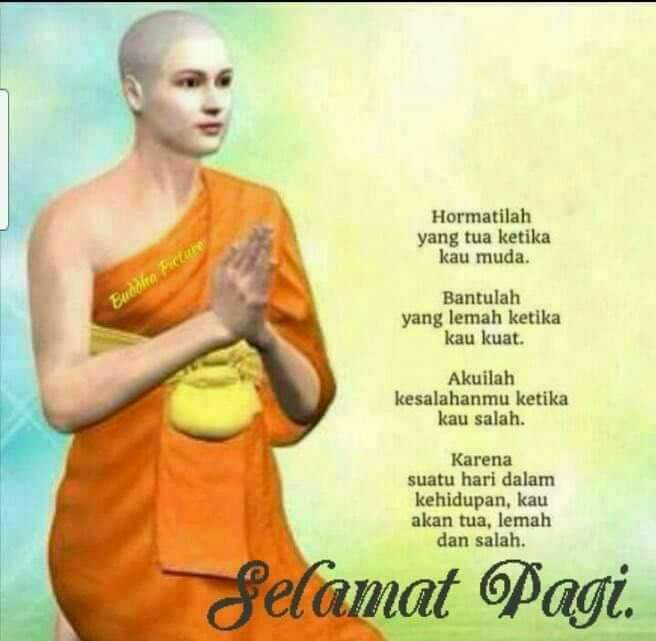 Buddha Picture
Hormatilah
yang tua ketika
kau muda.
Bantulah
yang lemah ketika
kau kuat.
Akuilah
kesalahanmu ketika
kau salah.
Karena
suatu hari dalam
kehidupan, kau
akan tua, lemah
dan salah.
Selamat Pagi.